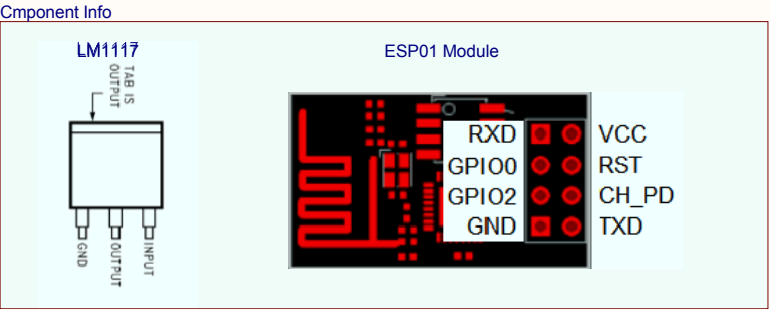 Cmponent Info
LM1117
TAB IS
OUTPUT
GND
OUTPUT
INPUT
ESP01 Module
RXD
VCC
GPIO0
RST
GPIO2
CH_PD
GND
TXD